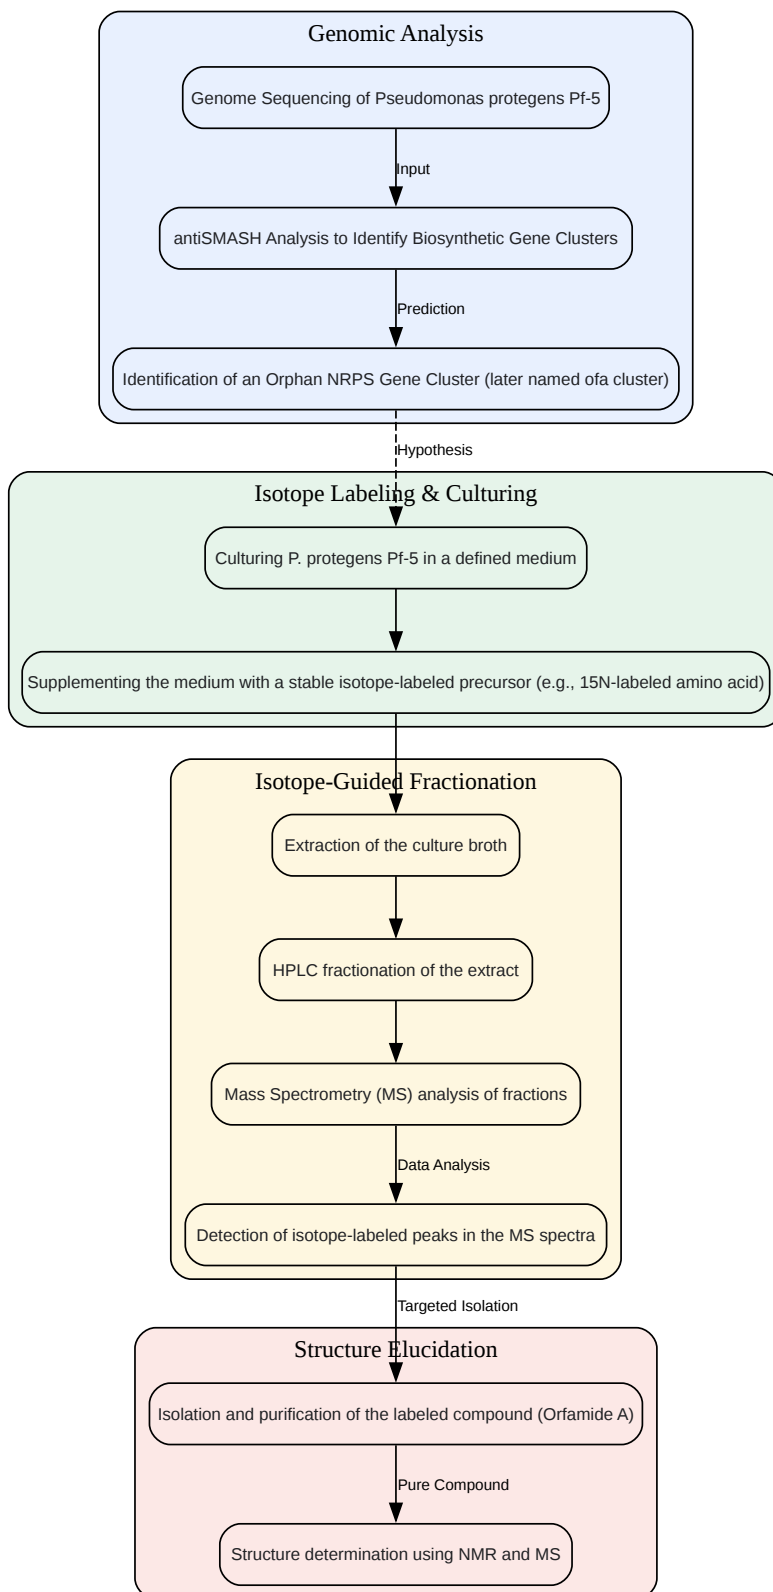 Genomic Analysis
Genome Sequencing of Pseudomonas protegens Pf-5
Input
antiSMASH Analysis to Identify Biosynthetic Gene Clusters
Prediction
Identification of an Orphan NRPS Gene Cluster (later named ofa cluster)
Hypothesis
Isotope Labeling & Culturing
Culturing P. protegens Pf-5 in a defined medium
Supplementing the medium with a stable isotope-labeled precursor (e.g., 15N-labeled amino acid)
Isotope-Guided Fractionation
Extraction of the culture broth
HPLC fractionation of the extract
Mass Spectrometry (MS) analysis of fractions
Data Analysis
Detection of isotope-labeled peaks in the MS spectra
Targeted Isolation
Structure Elucidation
Isolation and purification of the labeled compound (Orfamide A)
Pure Compound
Structure determination using NMR and MS